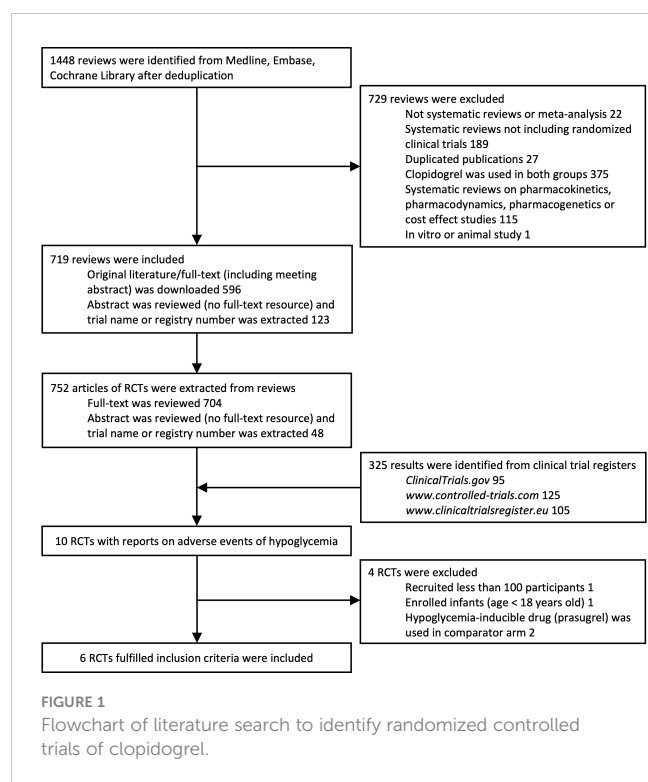 1448 reviews were identified from Medline, Embase,
Cochrane Library after deduplication
729 reviews were excluded
Not systematic reviews or meta-analysis 22
Systematic reviews not including randomized
clinical trials 189
Duplicated publications 27
Clopidogrel was used in both groups 375
Systematic reviews on pharmacokinetics,
pharmacodynamics, pharmacogenetics or
cost effect studies 115
In vitro or animal study 1
719 reviews were included
Original literature/full-text (including meeting
abstract) was downloaded 596
Abstract was reviewed (no full-text resource) and
trial name or registry number was extracted 123
752 articles of RCTs were extracted from reviews
Full-text was reviewed 704
Abstract was reviewed (no full-text resource) and
trial name or registry number was extracted 48
325 results were identified from clinical trial registers
ClinicalTrials.gov 95
www.controlled-trials.com 125
www.clinicaltrialsregister.eu 105
10 RCTs with reports on adverse events of hypoglycemia
4 RCTs were excluded
Recruited less than 100 participants 1
Enrolled infants (age < 18 years old) 1
Hypoglycemia-inducible drug (prasugrel) was
used in comparator arm 2
6 RCTs fulfilled inclusion criteria were included
FIGURE 1
Flowchart of literature search to identify randomized controlled
trials of clopidogrel.